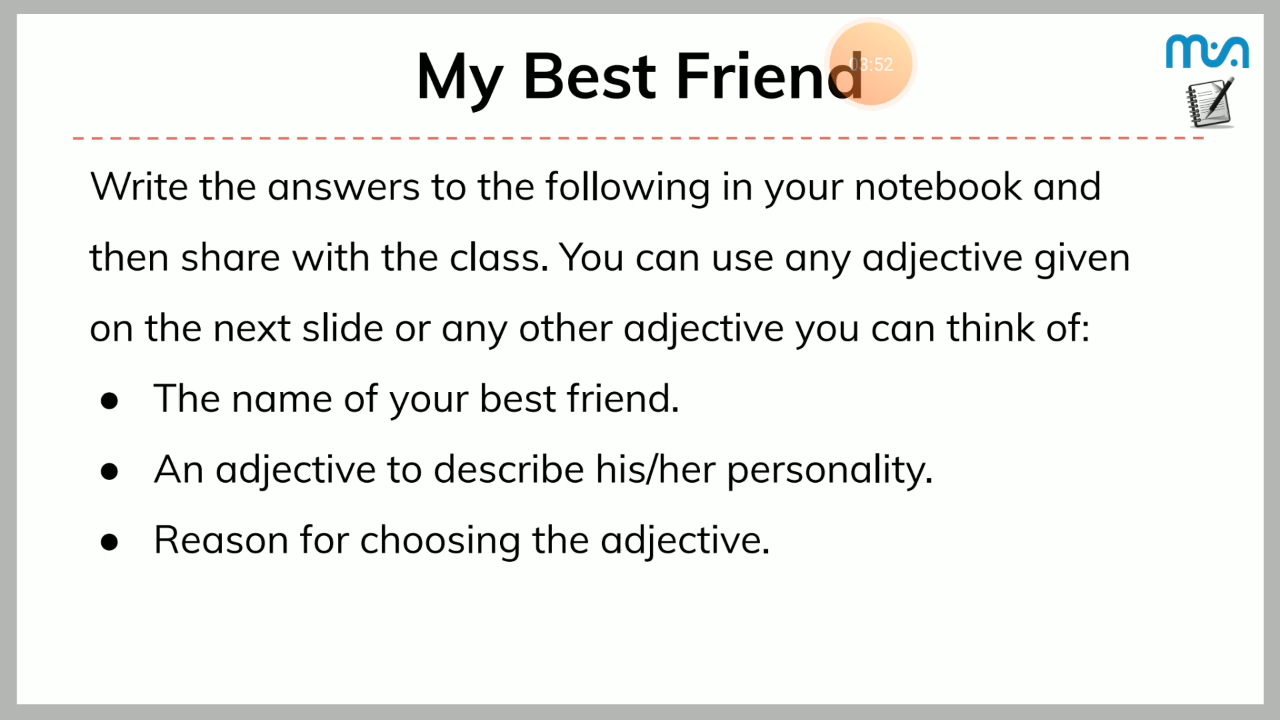 My Best Friend
03:52
Write the answers to the following in your notebook and
then share with the class. You can use any adjective given
on the next slide or any other adjective you can think of:
● The name of your best friend.
● An adjective to describe his/her personality.
● Reason for choosing the adjective.